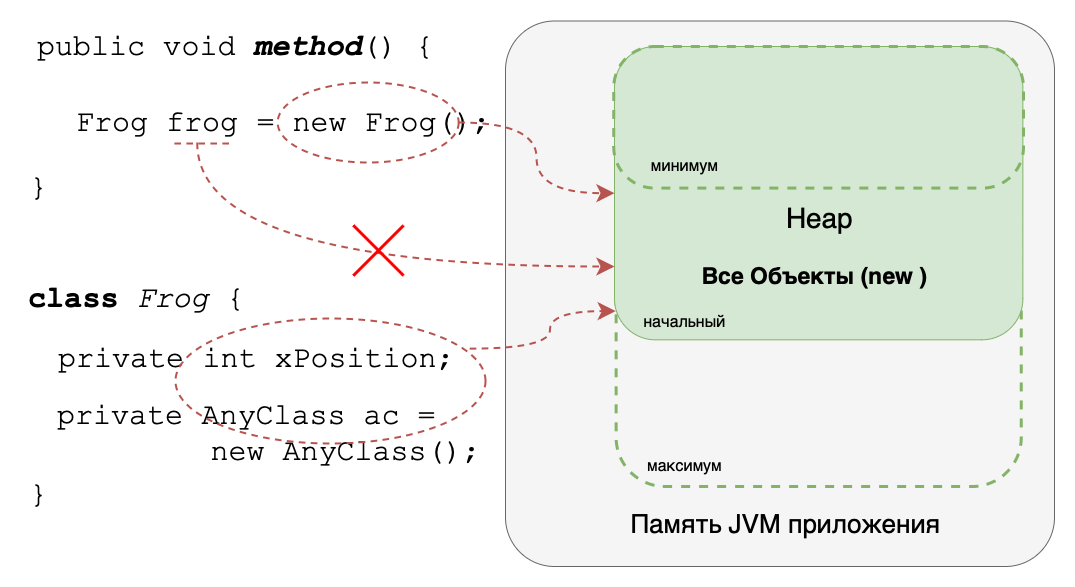 public void method() {
Frog frog = new Frog();
}
class Frog {
private int xPosition;
private AnyClass ac =
new AnyClass();
}
минимум
Heap
Все Объекты (new )
начальный
максимум
Память JVM приложения